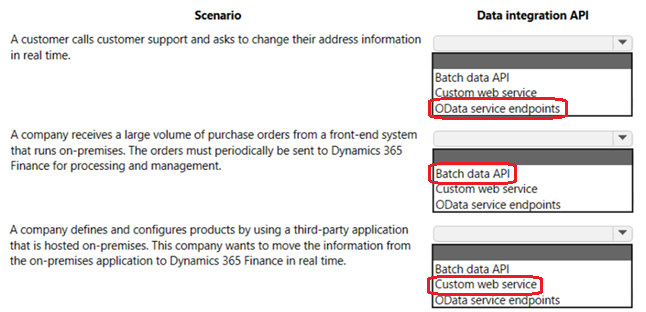 Scenario
Data integration API
A customer calls customer support and asks to change their address information
in real time.
Batch data API
Custom web service
OData service endpoints
A company receives a large volume of purchase orders from a front-end system
that runs on-premises. The orders must periodically be sent to Dynamics 365
Finance for processing and management.
Batch data API
Custom web service
OData service endpoints
A company defines and configures products by using a third-party application
that is hosted on-premises. This company wants to move the information from
the on-premises application to Dynamics 365 Finance in real time.
Batch data API
Custom web service
OData service endpoints